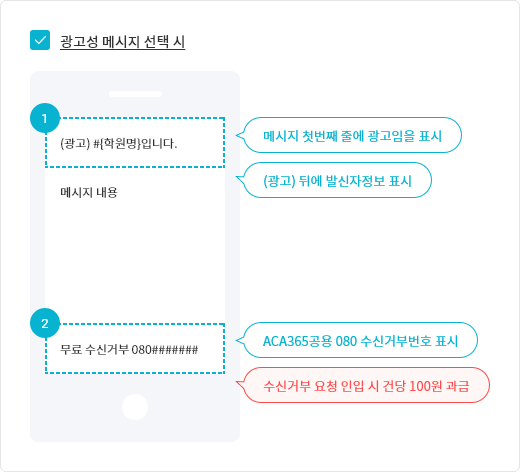 광고성 메시지 선택 시
1
(광고) #{학원명}입니다.
메시지 첫번째 줄에 광고임을 표시
(광고) 뒤에 발신자정보 표시
메시지 내용
2
무료 수신거부 080#######
ACA365공용 080 수신거부번호 표시
수신거부 요청 인입 시 건당 100원 과금